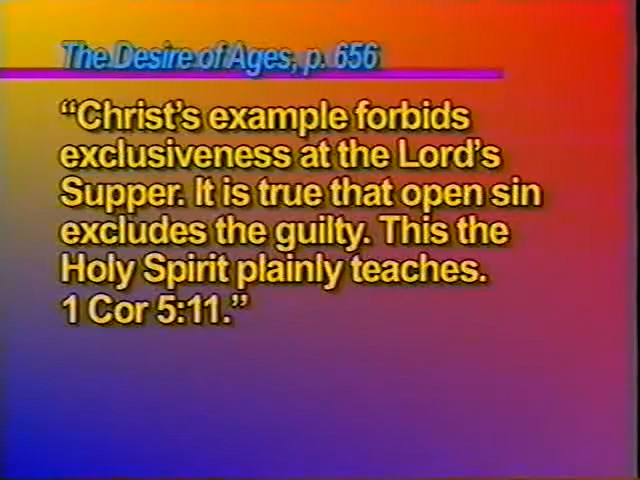 The Desire of Ages, p. 656
“Christ’s example forbids
exclusiveness at the Lord’s
Supper. It is true that open sin
excludes the guilty. This the
Holy Spirit plainly teaches.
1 Cor 5:11.”